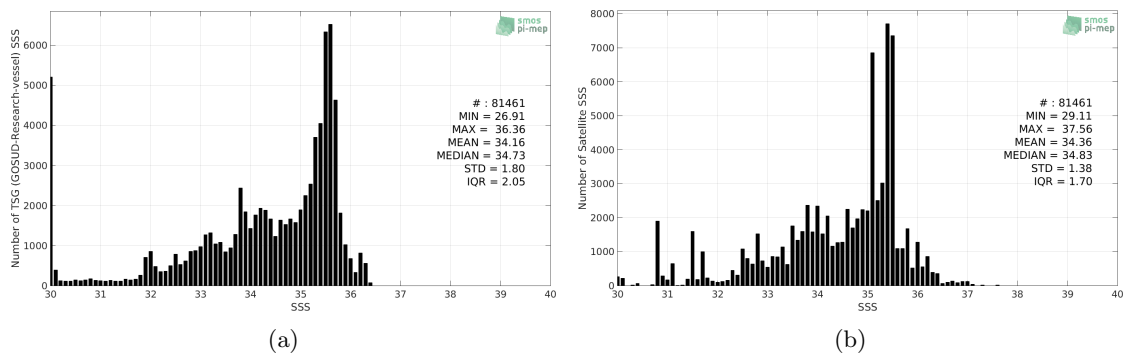 smos
pi-mep
Number of TSG (GOSUD-Research-vessel) SSS
6000
5000
4000
3000
2000
1000
0
# : 81461
MIN = 26.91
MAX = 36.36
MEAN = 34.16
MEDIAN = 34.73
STD = 1.80
IQR = 2.05
30 31 32 33 34 35 36 37 38 39 40
SSS
(a)
smos
pi-mep
Number of Satellite SSS
8000
7000
6000
5000
4000
3000
2000
1000
0
# : 81461
MIN = 29.11
MAX = 37.56
MEAN = 34.36
MEDIAN = 34.83
STD = 1.38
IQR = 1.70
30 31 32 33 34 35 36 37 38 39 40
SSS
(b)